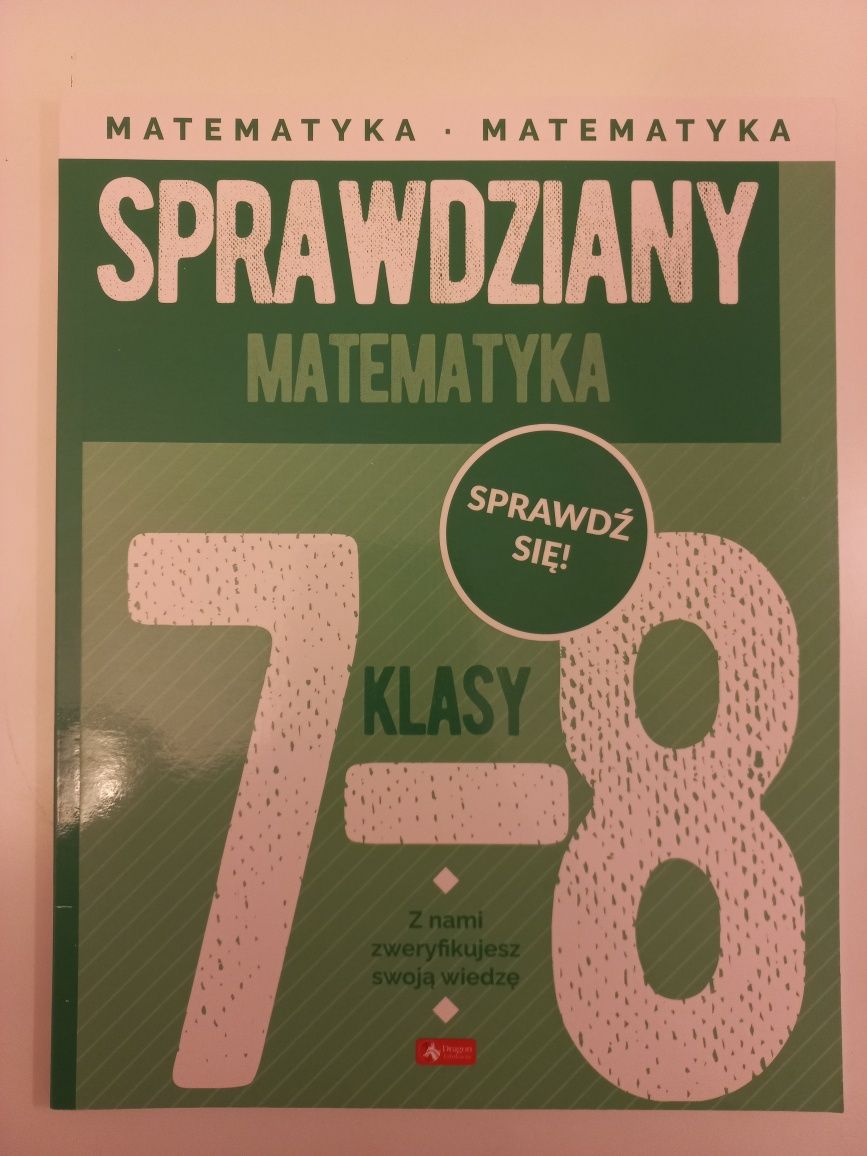 MATEMATYKA · MATEMATYKA
SPRAWDZIANY
MATEMATYKA
SPRAWDŹ
SIĘ!
7-8
KLASY
Z nami
zweryfikujesz
swoją wiedzę
Dragon